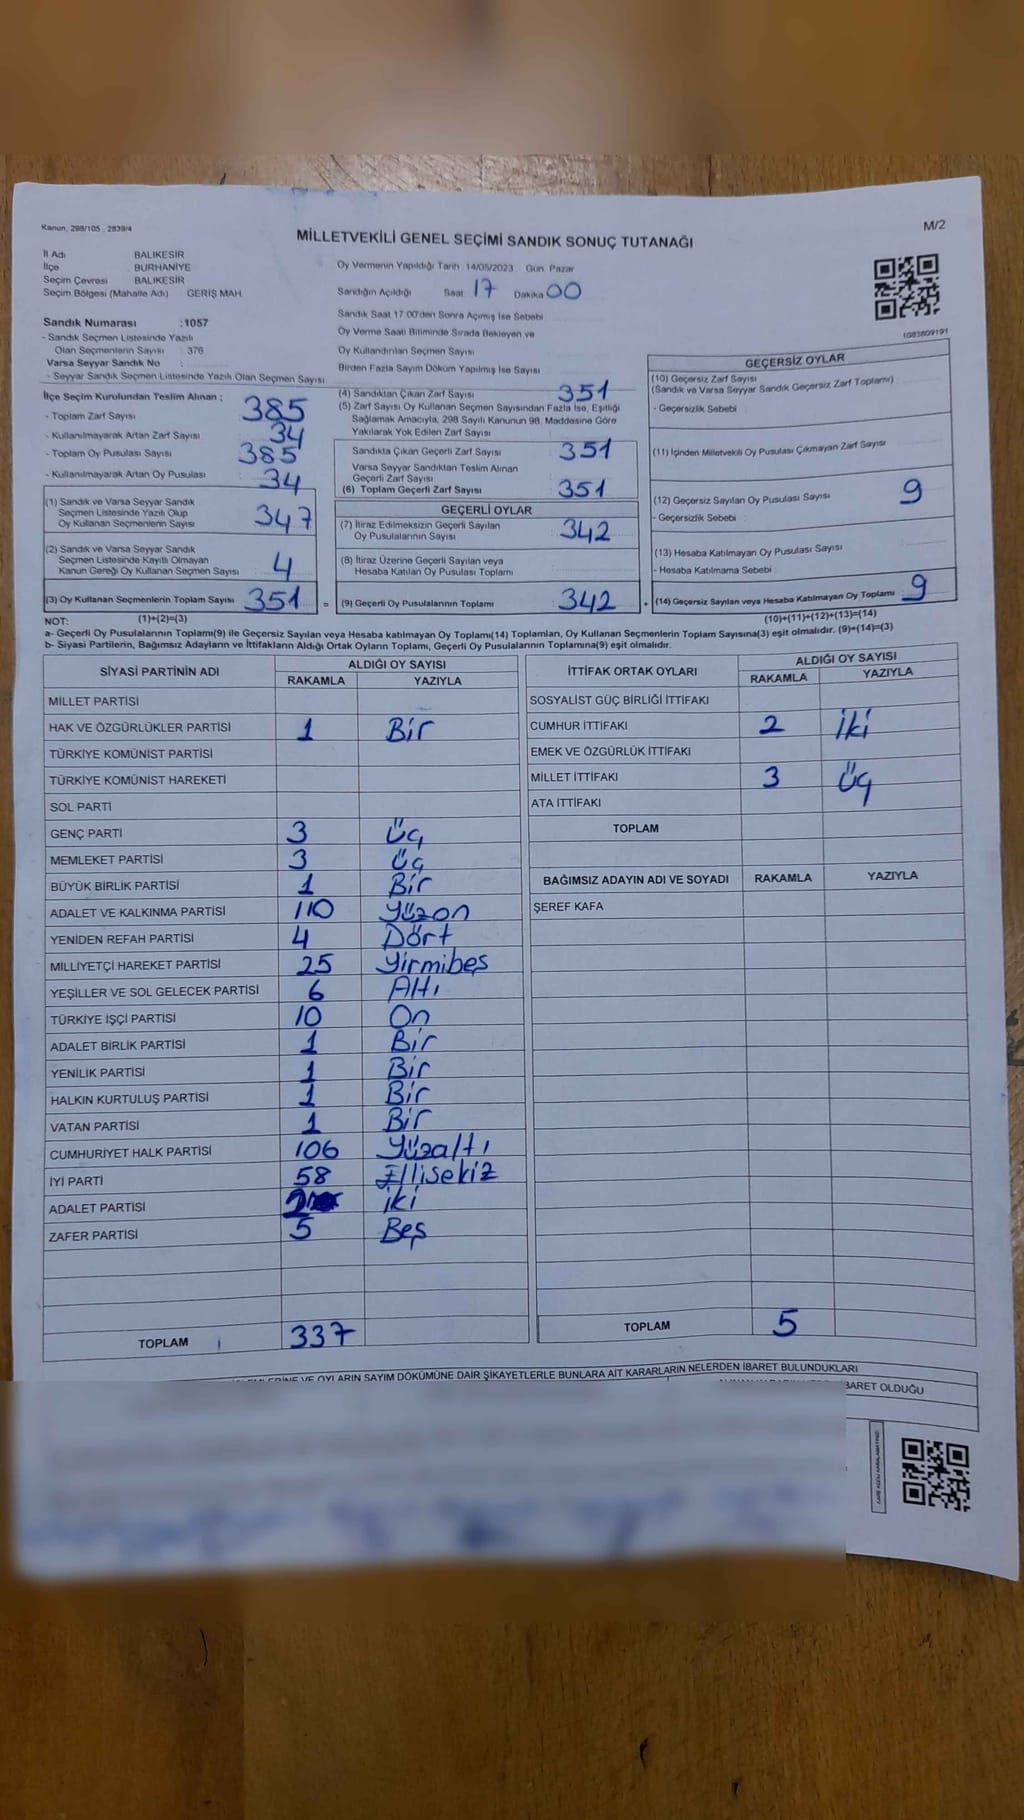 Kanun, 298/105 , 2839/4
M/2
MİLLETVEKİLİ GENEL SEÇİMİ SANDIK SONUÇ TUTANAĞI
İl Adı BALIKESİR
İlçe BURHANİYE
Seçim Çevresi BALIKESİR
Seçim Bölgesi (Mahalle Adı) GERİŞ MAH.
Sandık Numarası :1057
- Sandık Seçmen Listesinde Yazılı
Olan Seçmenlerin Sayısı : 376
Varsa Seyyar Sandık No
- Seyyar Sandık Seçmen Listesinde Yazılı Olan Seçmen Sayısı
Oy Vermenin Yapıldığı Tarih 14/05/2023 Gün: Pazar
Sandığın Açıldığı Saat 17 Dakika 00
Sandık Saat 17.00'den Sonra Açılmış İse Sebebi
Oy Verme Saati Bitiminde Sırada Bekleyen ve
Oy Kullandırılan Seçmen Sayısı
Birden Fazla Sayım Döküm Yapılmış İse Sayısı
1083609191
İlçe Seçim Kurulundan Teslim Alınan ;
- Toplam Zarf Sayısı 385
- Kullanılmayarak Artan Zarf Sayısı 34
- Toplam Oy Pusulası Sayısı 385
- Kullanılmayarak Artan Oy Pusulası 34
(1) Sandık ve Varsa Seyyar Sandık
Seçmen Listesinde Yazılı Olup
Oy Kullanan Seçmenlerin Sayısı 347
(2) Sandık ve Varsa Seyyar Sandık
Seçmen Listesinde Kayıtlı Olmayan
Kanun Gereği Oy Kullanan Seçmen Sayısı 4
(3) Oy Kullanan Seçmenlerin Toplam Sayısı 351 =
(4) Sandıktan Çıkan Zarf Sayısı 351
(5) Zarf Sayısı Oy Kullanan Seçmen Sayısından Fazla İse, Eşitliği
Sağlamak Amacıyla, 298 Sayılı Kanunun 98. Maddesine Göre
Yakılarak Yok Edilen Zarf Sayısı
Sandıkta Çıkan Geçerli Zarf Sayısı 351
Varsa Seyyar Sandıktan Teslim Alınan
Geçerli Zarf Sayısı
(6) Toplam Geçerli Zarf Sayısı 351
GEÇERLİ OYLAR
(7) İtiraz Edilmeksizin Geçerli Sayılan
Oy Pusulalarının Sayısı 342
(8) İtiraz Üzerine Geçerli Sayılan veya
Hesaba Katılan Oy Pusulası Toplamı
(9) Geçerli Oy Pusulalarının Toplamı 342 +
GEÇERSİZ OYLAR
(10) Geçersiz Zarf Sayısı
(Sandık ve Varsa Seyyar Sandık Geçersiz Zarf Toplamı)
- Geçersizlik Sebebi
(11) İçinden Milletvekili Oy Pusulası Çıkmayan Zarf Sayısı
(12) Geçersiz Sayılan Oy Pusulası Sayısı 9
- Geçersizlik Sebebi :
(13) Hesaba Katılmayan Oy Pusulası Sayısı
- Hesaba Katılmama Sebebi
(14) Geçersiz Sayılan veya Hesaba Katılmayan Oy Toplamı 9
NOT: (1)+(2)=(3) (10)+(11)+(12)+(13)=(14)
a- Geçerli Oy Pusulalarının Toplamı(9) ile Geçersiz Sayılan veya Hesaba katılmayan Oy Toplamı(14) Toplamları, Oy Kullanan Seçmenlerin Toplam Sayısına(3) eşit olmalıdır. (9)+(14)=(3)
b- Siyasi Partilerin, Bağımsız Adayların ve İttifakların Aldığı Ortak Oyların Toplamı, Geçerli Oy Pusulalarının Toplamına(9) eşit olmalıdır.
SİYASİ PARTİNİN ADI ALDIĞI OY SAYISI
RAKAMLA YAZIYLA
MİLLET PARTİSİ
HAK VE ÖZGÜRLÜKLER PARTİSİ 1 Bir
TÜRKİYE KOMÜNİST PARTİSİ
TÜRKİYE KOMÜNİST HAREKETİ
SOL PARTİ
GENÇ PARTİ 3 Üç
MEMLEKET PARTİSİ 3 Üç
BÜYÜK BİRLİK PARTİSİ 1 Bir
ADALET VE KALKINMA PARTİSİ 110 Yüzon
YENİDEN REFAH PARTİSİ 4 Dört
MİLLİYETÇİ HAREKET PARTİSİ 25 Yirmibeş
YEŞİLLER VE SOL GELECEK PARTİSİ 6 Altı
TÜRKİYE İŞÇİ PARTİSİ 10 On
ADALET BİRLİK PARTİSİ 1 Bir
YENİLİK PARTİSİ 1 Bir
HALKIN KURTULUŞ PARTİSİ 1 Bir
VATAN PARTİSİ 1 Bir
CUMHURİYET HALK PARTİSİ 106 Yüzaltı
İYİ PARTİ 58 Ellisekiz
ADALET PARTİSİ 2 iki
ZAFER PARTİSİ 5 Beş
TOPLAM 337
İTTİFAK ORTAK OYLARI ALDIĞI OY SAYISI
RAKAMLA YAZIYLA
SOSYALİST GÜÇ BİRLİĞİ İTTİFAKI
CUMHUR İTTİFAKI 2 İki
EMEK VE ÖZGÜRLÜK İTTİFAKI
MİLLET İTTİFAKI 3 Üç
ATA İTTİFAKI
TOPLAM
BAĞIMSIZ ADAYIN ADI VE SOYADI RAKAMLA YAZIYLA
ŞEREF KAFA
TOPLAM 5
VE OYLARIN SAYIM DÖKÜMÜNE DAİR ŞİKAYETLERLE BUNLARA AİT KARARLARIN NELERDEN İBARET BULUNDUKLARI
OLDUĞU